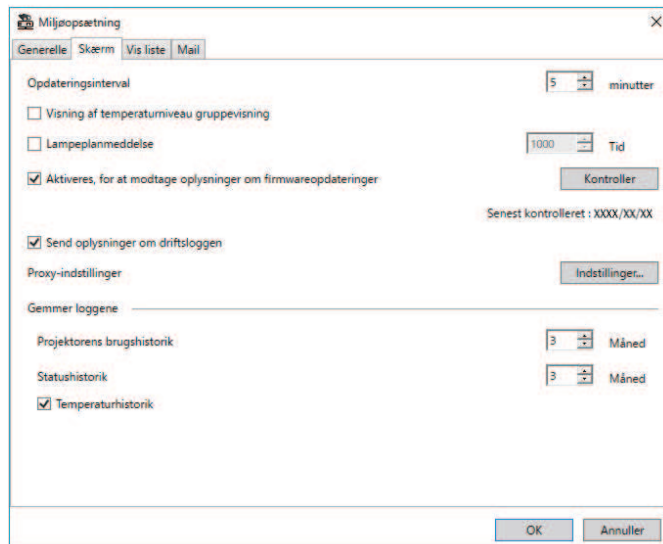 Miljøopsætning
Generelle Skærm Vis liste Mail
Opdateringsinterval 5 minutter
Visning af temperaturniveau gruppevisning
Lampeplanmeddelse 1000 Tid
Aktiveres, for at modtage oplysninger om firmwareopdateringer Kontroller
Senest kontrolleret : XXXX/XX/XX
Send oplysninger om driftsloggen
Proxy-indstillinger Indstillinger...
Gemmer loggene
Projektorens brugshistorik 3 Måned
Statushistorik 3 Måned
Temperaturhistorik
OK Annuller